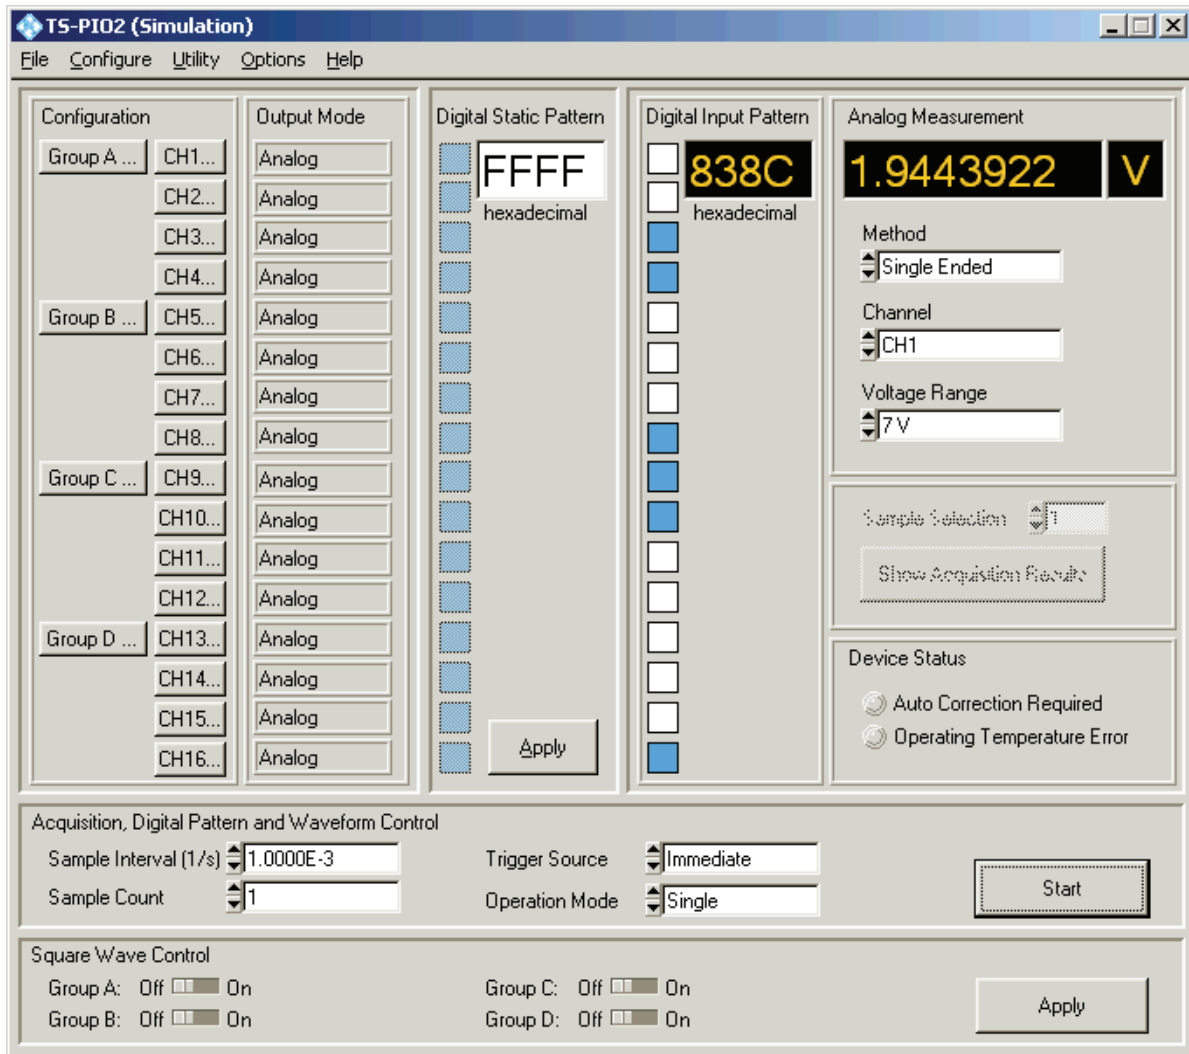 TS-PIO2 (Simulation)
File Configure Utility Options Help
Configuration
Output Mode
Digital Static Pattern
Digital Input Pattern
Analog Measurement
Group A ... CH1... Analog
CH2... Analog
CH3... Analog
CH4... Analog
Group B ... CH5... Analog
CH6... Analog
CH7... Analog
CH8... Analog
Group C ... CH9... Analog
CH10... Analog
CH11... Analog
CH12... Analog
Group D ... CH13... Analog
CH14... Analog
CH15... Analog
CH16... Analog
FFFF
hexadecimal
Apply
838C
hexadecimal
1.9443922 V
Method
Single Ended
Channel
CH1
Voltage Range
7 V
Sample Selection 1
Show Acquisition Results
Device Status
Auto Correction Required
Operating Temperature Error
Acquisition, Digital Pattern and Waveform Control
Sample Interval (1/s) 1.0000E-3
Sample Count 1
Trigger Source Immediate
Operation Mode Single
Start
Square Wave Control
Group A: Off On
Group B: Off On
Group C: Off On
Group D: Off On
Apply